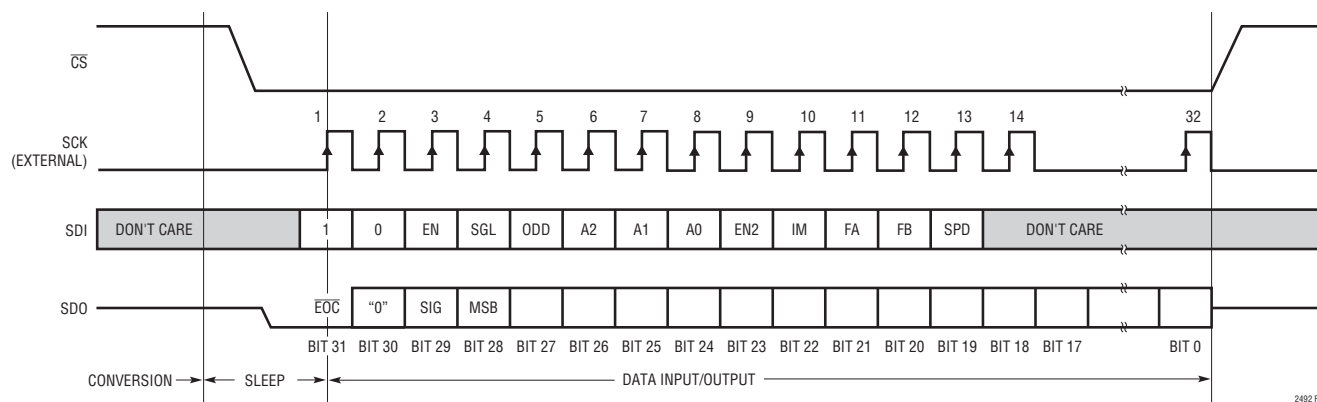 CS
1 2 3 4 5 6 7 8 9 10 11 12 13 14 32
SCK
(EXTERNAL)
SDI DON'T CARE 1 0 EN SGL ODD A2 A1 A0 EN2 IM FA FB SPD DON'T CARE
SDO EOC "0" SIG MSB
BIT 31 BIT 30 BIT 29 BIT 28 BIT 27 BIT 26 BIT 25 BIT 24 BIT 23 BIT 22 BIT 21 BIT 20 BIT 19 BIT 18 BIT 17 BIT 0
CONVERSION SLEEP DATA INPUT/OUTPUT
2492 F